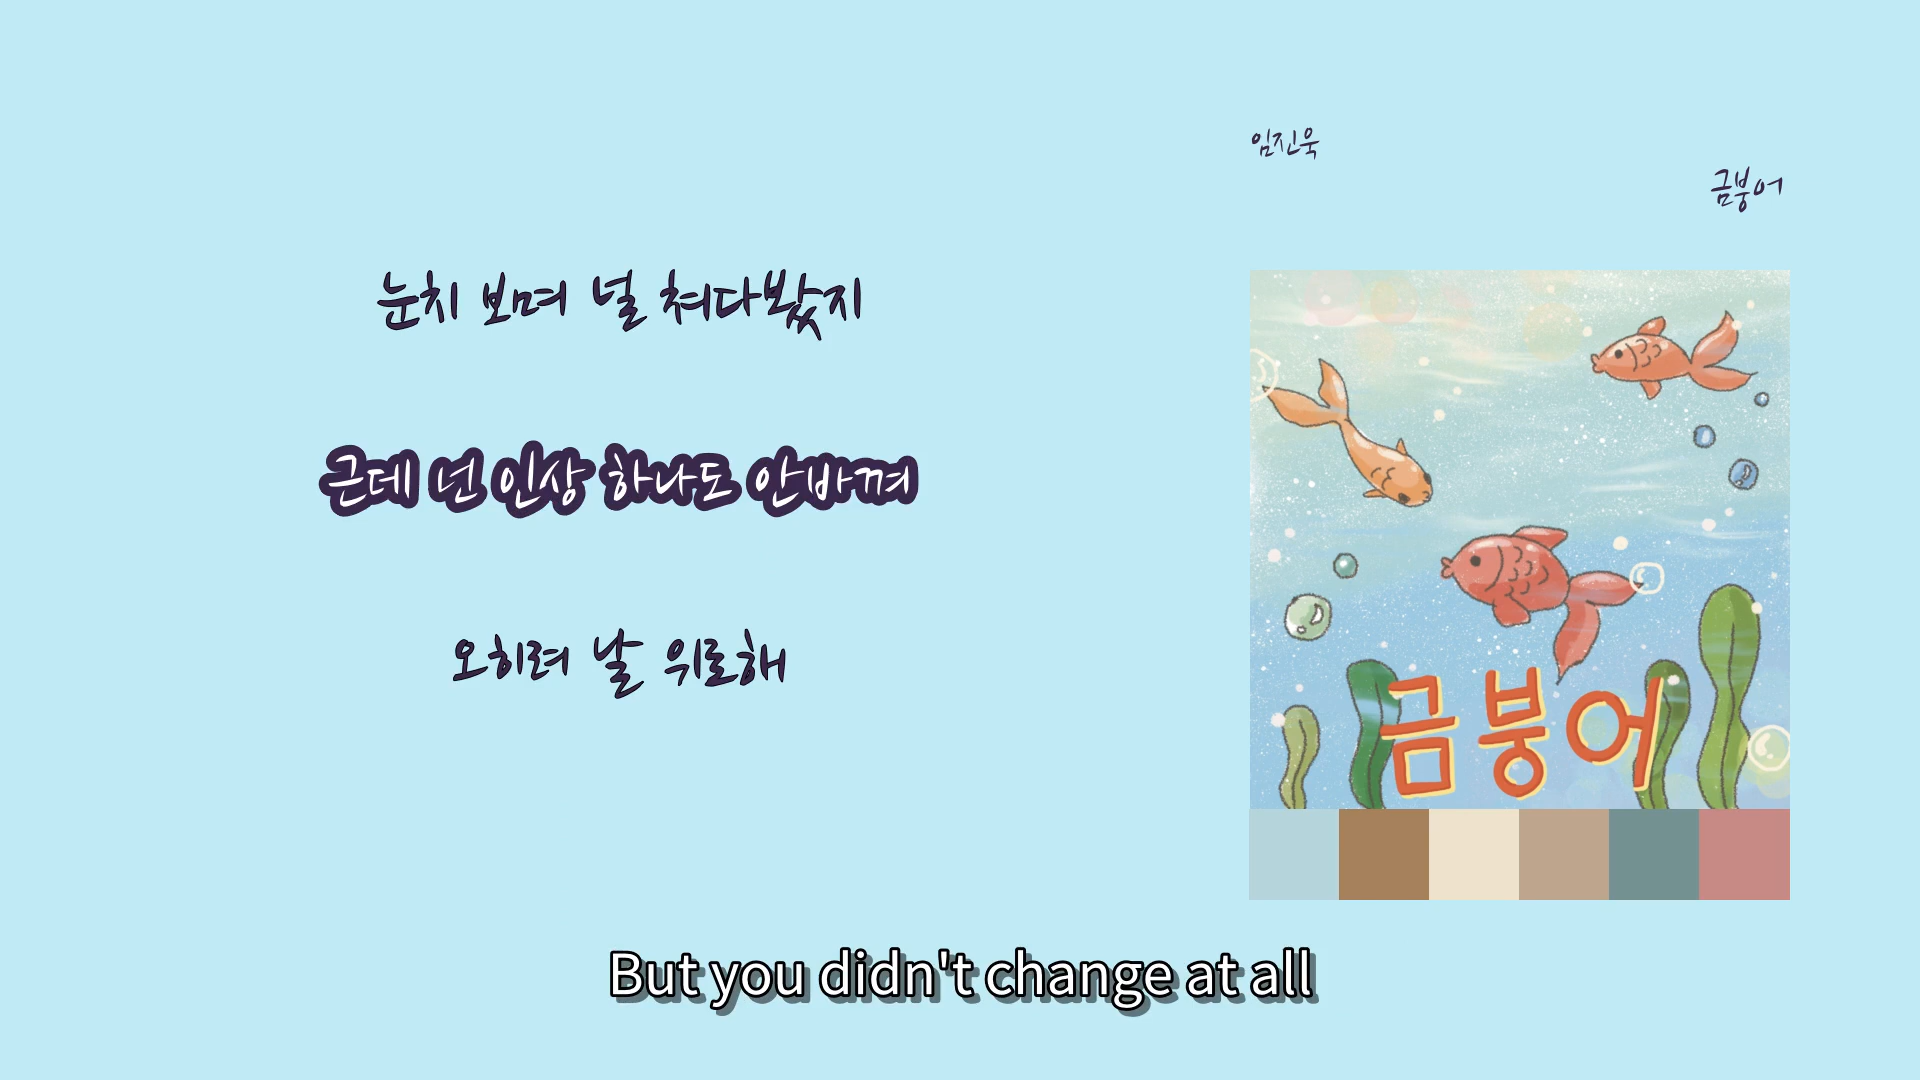 임진욱
금붕어
눈치 보며 널 쳐다봤지
근데 넌 인상 하나도 안바껴
오히려 날 위로해
금붕어
But you didn't change at all